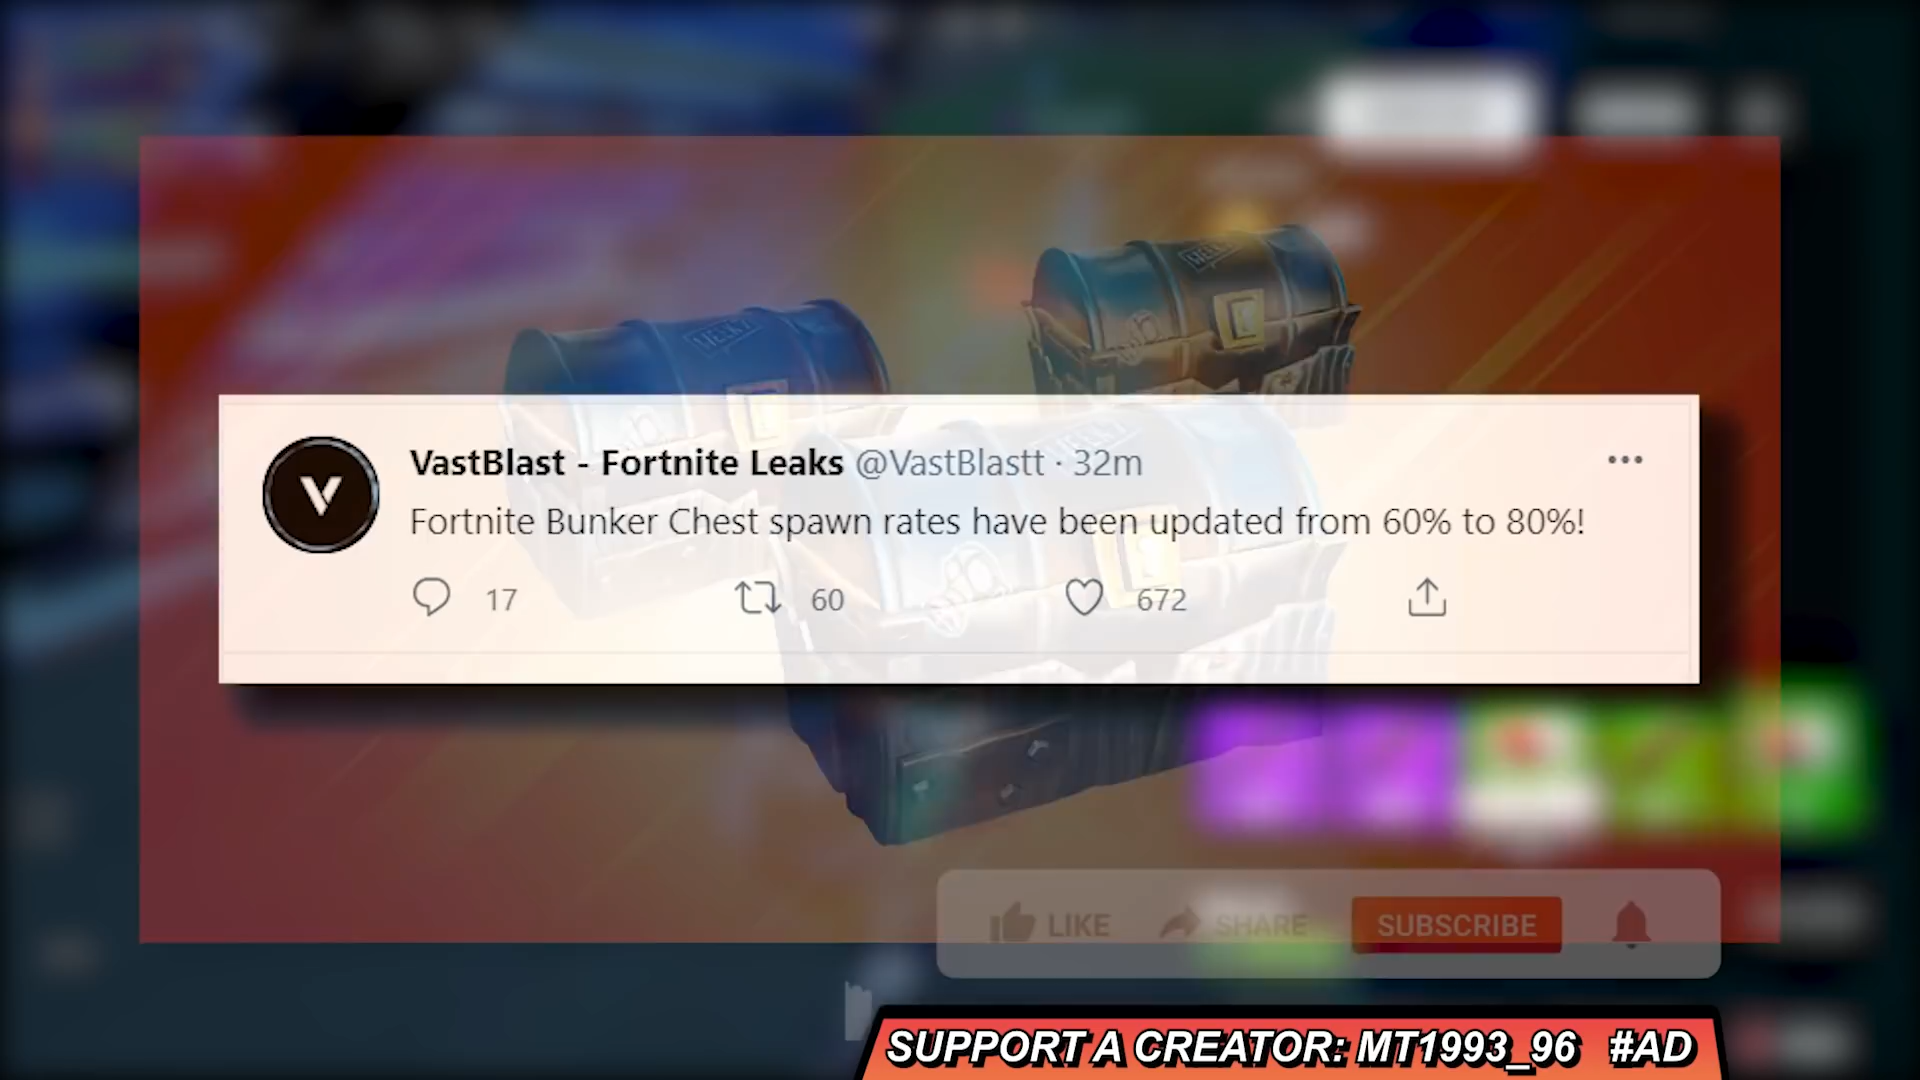 VastBlast - Fortnite Leaks @VastBlastt · 32m
Fortnite Bunker Chest spawn rates have been updated from 60% to 80%!
17 60 672
LIKE SHARE SUBSCRIBE
SUPPORT A CREATOR: MT1993_96 #AD